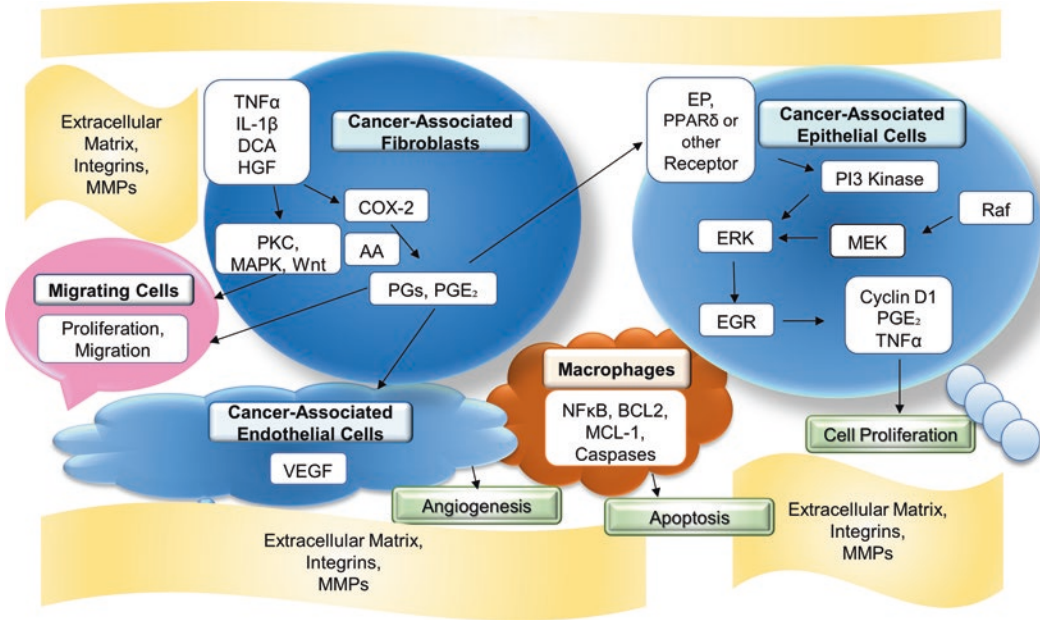 Extracellular
Matrix,
Integrins,
MMPs
TNFα
IL-1β
DCA
HGF
Cancer-Associated
Fibroblasts
COX-2
PKC,
MAPK, Wnt
AA
PGs, PGE₂
Migrating Cells
Proliferation,
Migration
EP,
PPARδ or
other
Receptor
Cancer-Associated
Epithelial Cells
PI3 Kinase
Raf
ERK
MEK
EGR
Cyclin D1
PGE₂
TNFα
Cell Proliferation
Macrophages
NFκB, BCL2,
MCL-1,
Caspases
Cancer-Associated
Endothelial Cells
VEGF
Angiogenesis
Apoptosis
Extracellular Matrix,
Integrins,
MMPs
Extracellular Matrix,
Integrins,
MMPs